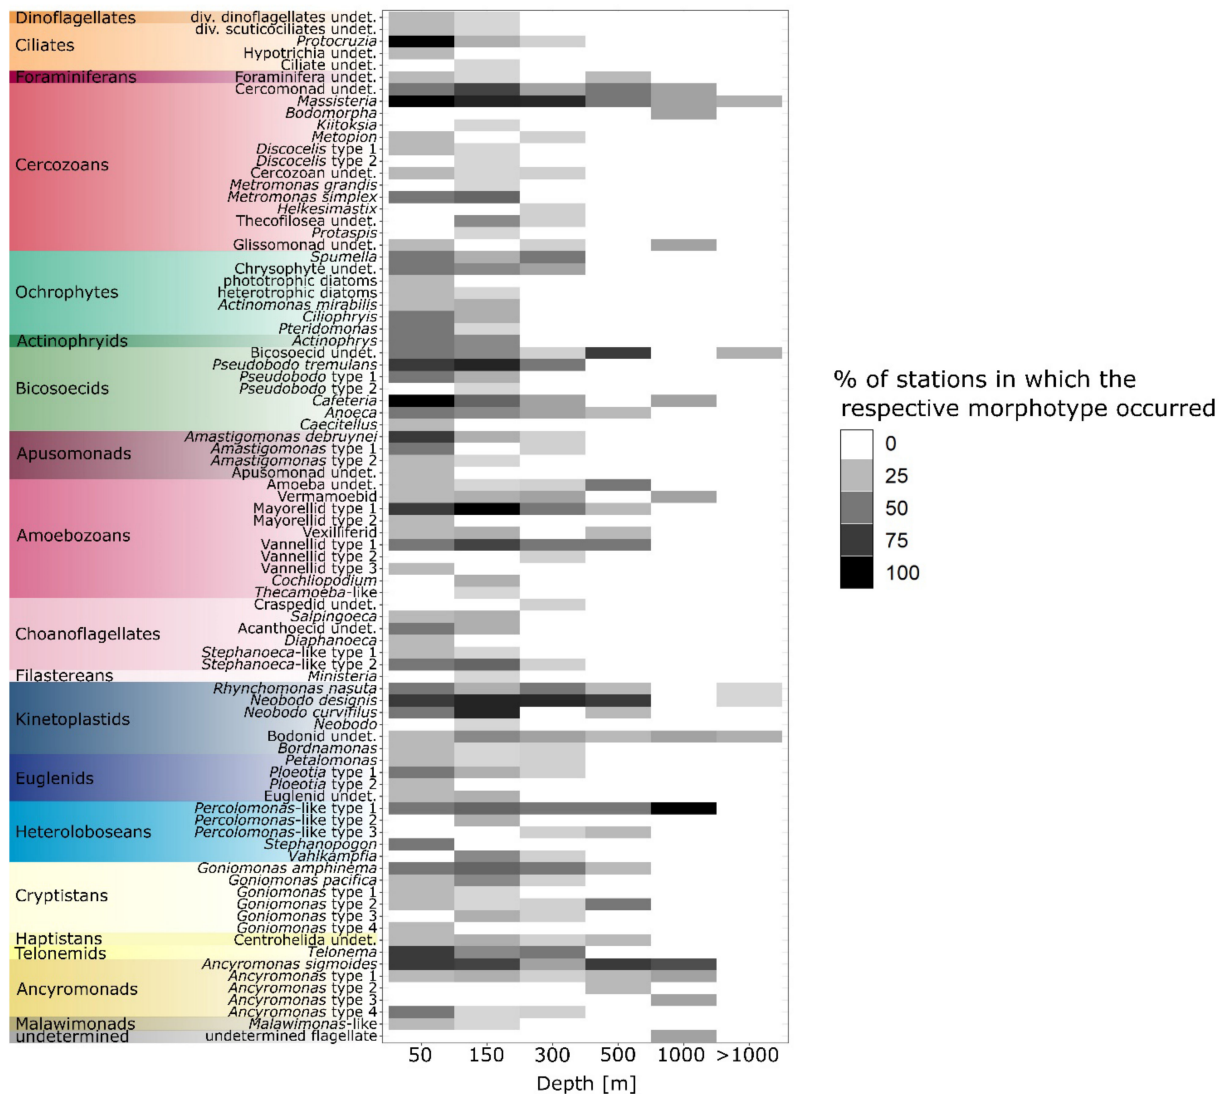 Dinoflagellates
Ciliates
Foraminiferans
Cercozoans
Ochrophytes
Actinophryids
Bicosoecids
Apusomonads
Amoebozoans
Choanoflagellates
Filastereans
Kinetoplastids
Euglenids
Heteroloboseans
Cryptistans
Haptistans
Telonemids
Ancyromonads
Malawimonads
undetermined
div. dinoflagellates undet.
div. scuticociliates undet.
Protocruzia
Hypotrichia undet.
Ciliate undet.
Foraminifera undet.
Cercomonad undet.
Massisteria
Bodomorpha
Kiitoksia
Metopion
Discocelis type 1
Discocelis type 2
Cercozoan undet.
Metromonas grandis
Metromonas simplex
Helkesimastix
Thecofilosea undet.
Protaspis
Glissomonad undet.
Spumella
Chrysophyte undet.
phototrophic diatoms
heterotrophic diatoms
Actinomonas mirabilis
Ciliophryis
Pteridomonas
Actinophrys
Bicosoecid undet.
Pseudobodo tremulans
Pseudobodo type 1
Pseudobodo type 2
Cafeteria
Anoeca
Caecitellus
Amastigomonas debruynei
Amastigomonas type 1
Amastigomonas type 2
Apusomonad undet.
Amoeba undet.
Vermamoebid
Mayorellid type 1
Mayorellid type 2
Vexilliferid
Vannellid type 1
Vannellid type 2
Vannellid type 3
Cochliopodium
Thecamoeba-like
Craspedid undet.
Salpingoeca
Acanthoecid undet.
Diaphanoeca
Stephanoeca-like type 1
Stephanoeca-like type 2
Ministeria
Rhynchomonas nasuta
Neobodo designis
Neobodo curvifilus
Neobodo
Bodonid undet.
Bordnamonas
Petalomonas
Ploeotia type 1
Ploeotia type 2
Euglenid undet.
Percolomonas-like type 1
Percolomonas-like type 2
Percolomonas-like type 3
Stephanopogon
Vahlkampfia
Goniomonas amphinema
Goniomonas pacifica
Goniomonas type 1
Goniomonas type 2
Goniomonas type 3
Goniomonas type 4
Centrohelida undet.
Telonema
Ancyromonas sigmoides
Ancyromonas type 1
Ancyromonas type 2
Ancyromonas type 3
Ancyromonas type 4
Malawimonas-like
undetermined flagellate
50 150 300 500 1000 >1000
Depth [m]
% of stations in which the
respective morphotype occurred
0
25
50
75
100